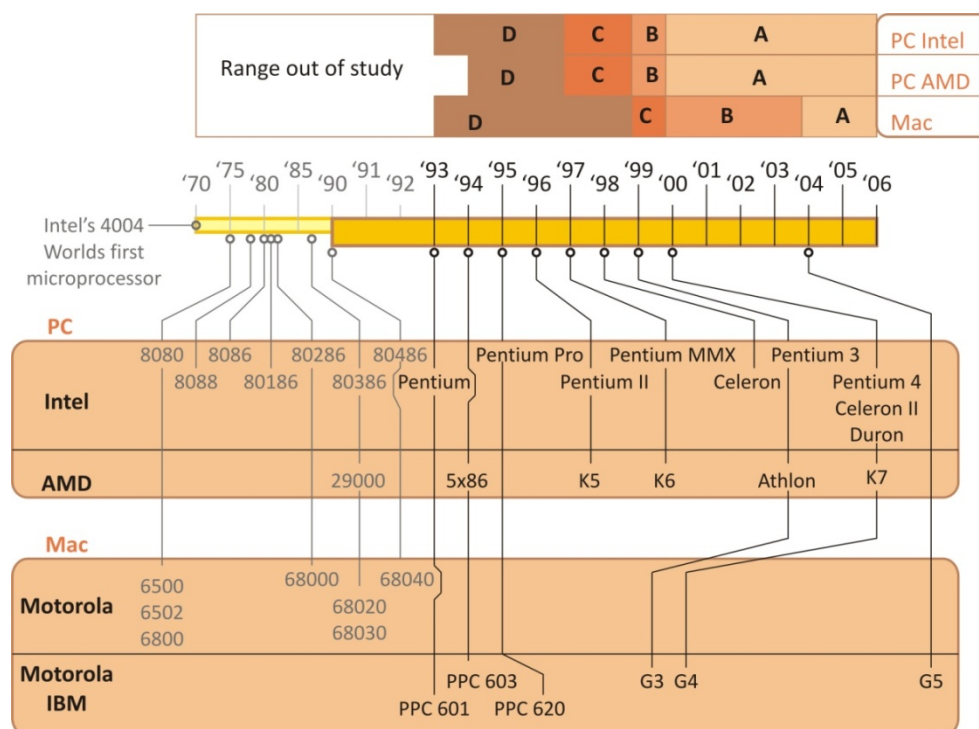 D C B A PC Intel
Range out of study
D C B A PC AMD
D C B A Mac
‘70 ‘75 ‘80 ‘85 ‘90 ‘91 ‘92 ‘93 ‘94 ‘95 ‘96 ‘97 ‘98 ‘99 ‘00 ‘01 ‘02 ‘03 ‘04 ‘05 ‘06
Intel’s 4004
Worlds first
microprocessor
PC
8080 8086 80286 80486 Pentium Pro Pentium MMX Pentium 3
8088 80186 80386 Pentium Pentium II Celeron Pentium 4
Intel
Celeron II
Duron
AMD 29000 5x86 K5 K6 Athlon K7
Mac
6500 68000 68040
Motorola
6502 68020
6800 68030
Motorola
IBM
PPC 603 G3 G4 G5
PPC 601 PPC 620